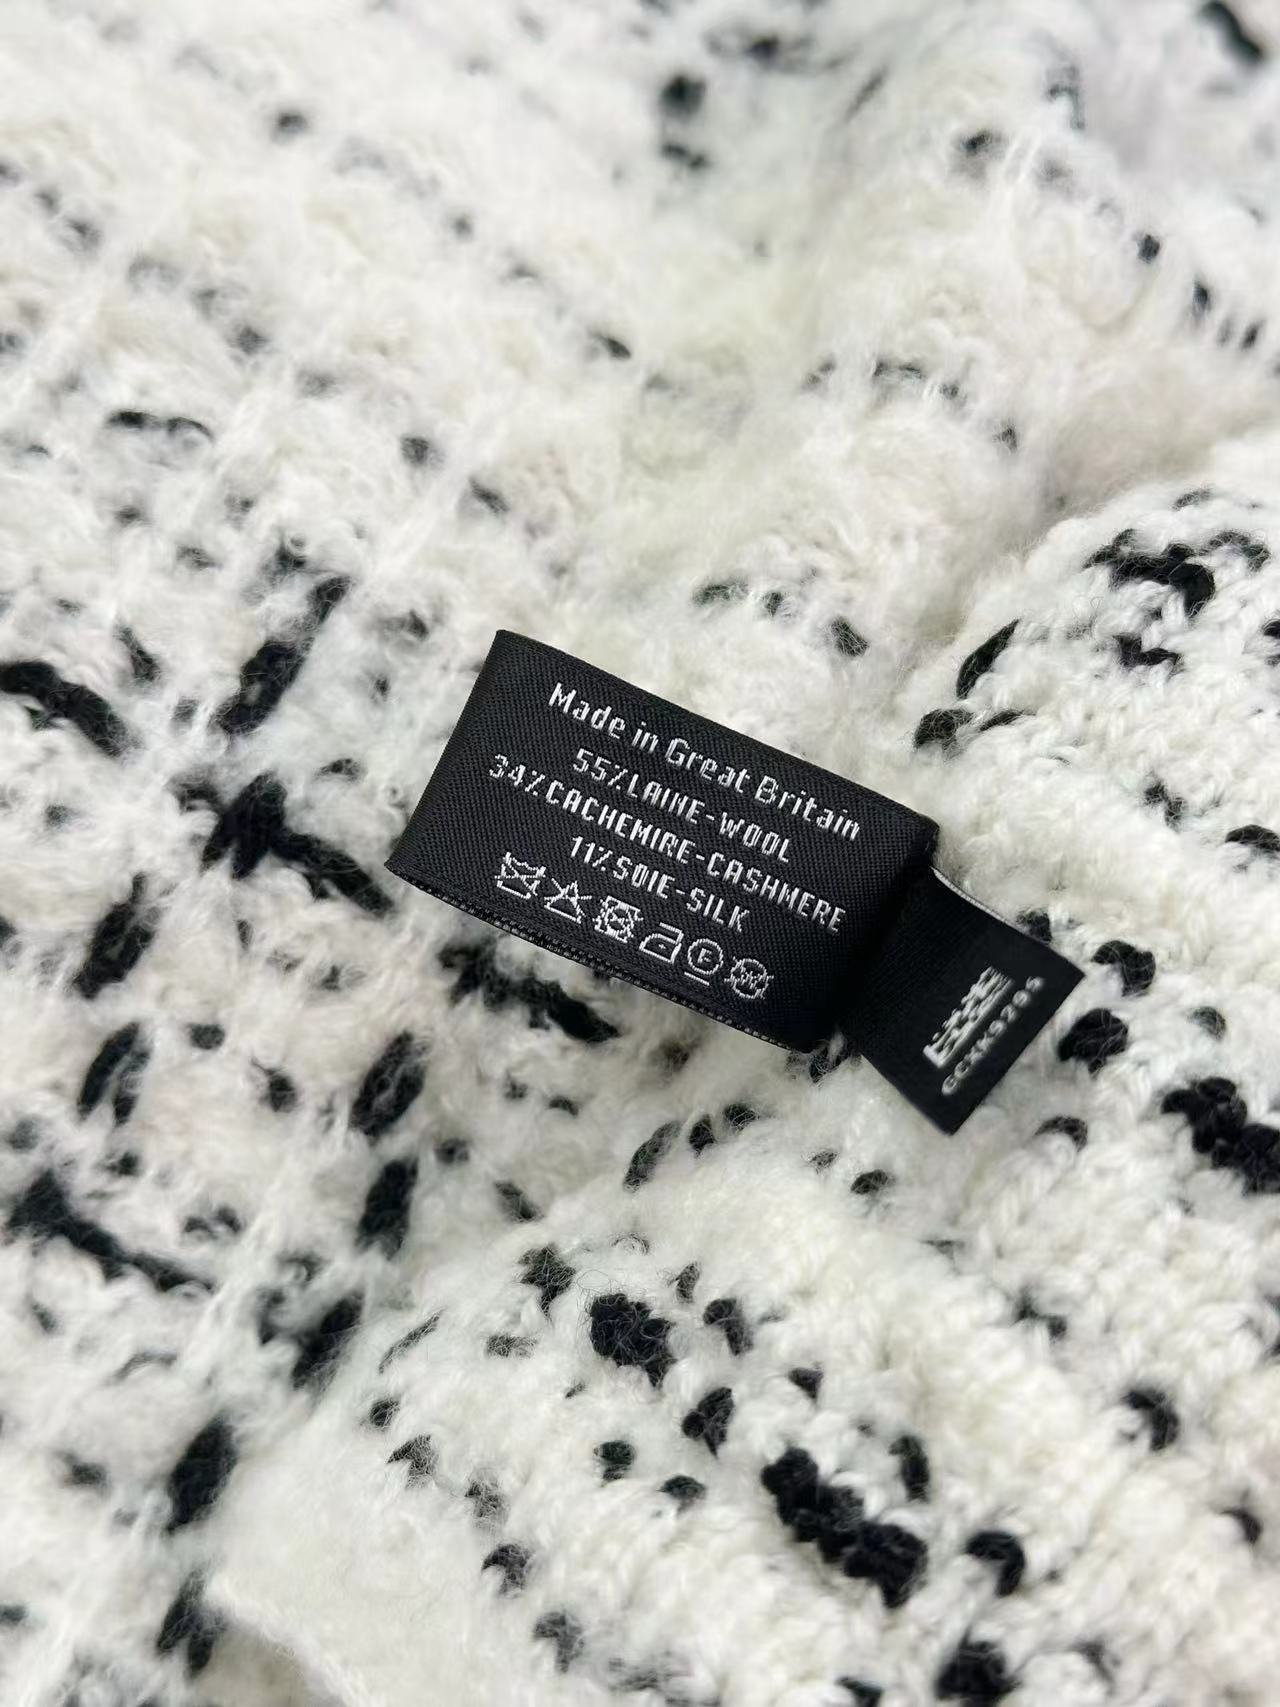 Made in Great Britain
55%LAINE-WOOL
34%CACHEMIRE-CASHMERE
11%SOIE-SILK